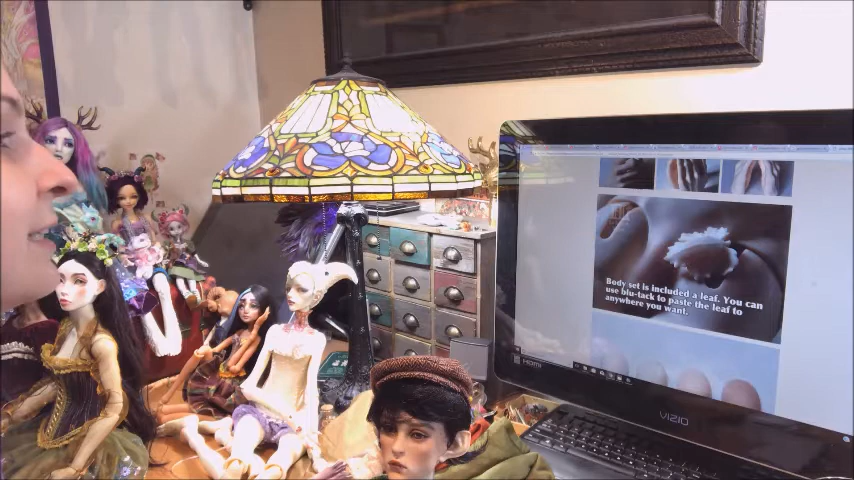 Body set is included a leaf. You can
use blu-tack to paste the leaf to
anywhere you want.
VIZIO
HDMI